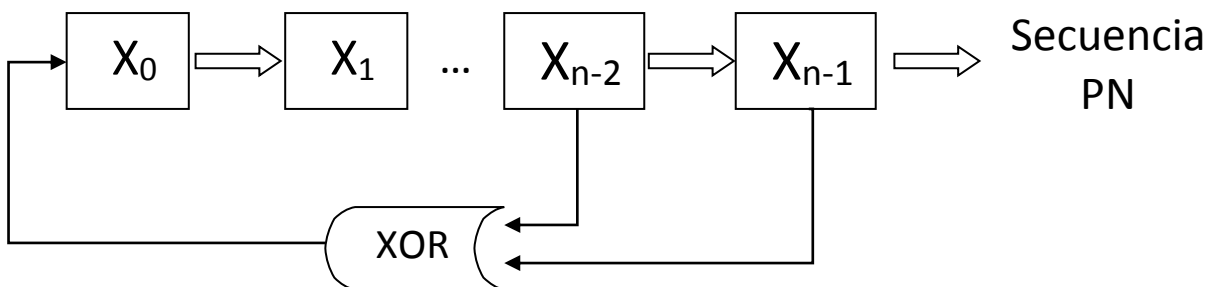 X₀
X₁
...
Xₙ₋₂
Xₙ₋₁
Secuencia
PN
XOR